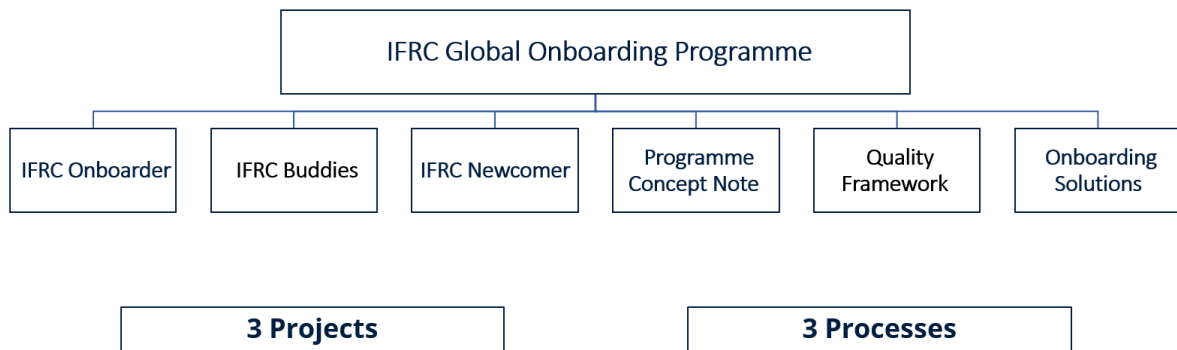 IFRC Global Onboarding Programme
IFRC Onboarder
IFRC Buddies
IFRC Newcomer
Programme
Concept Note
Quality
Framework
Onboarding
Solutions
3 Projects
3 Processes